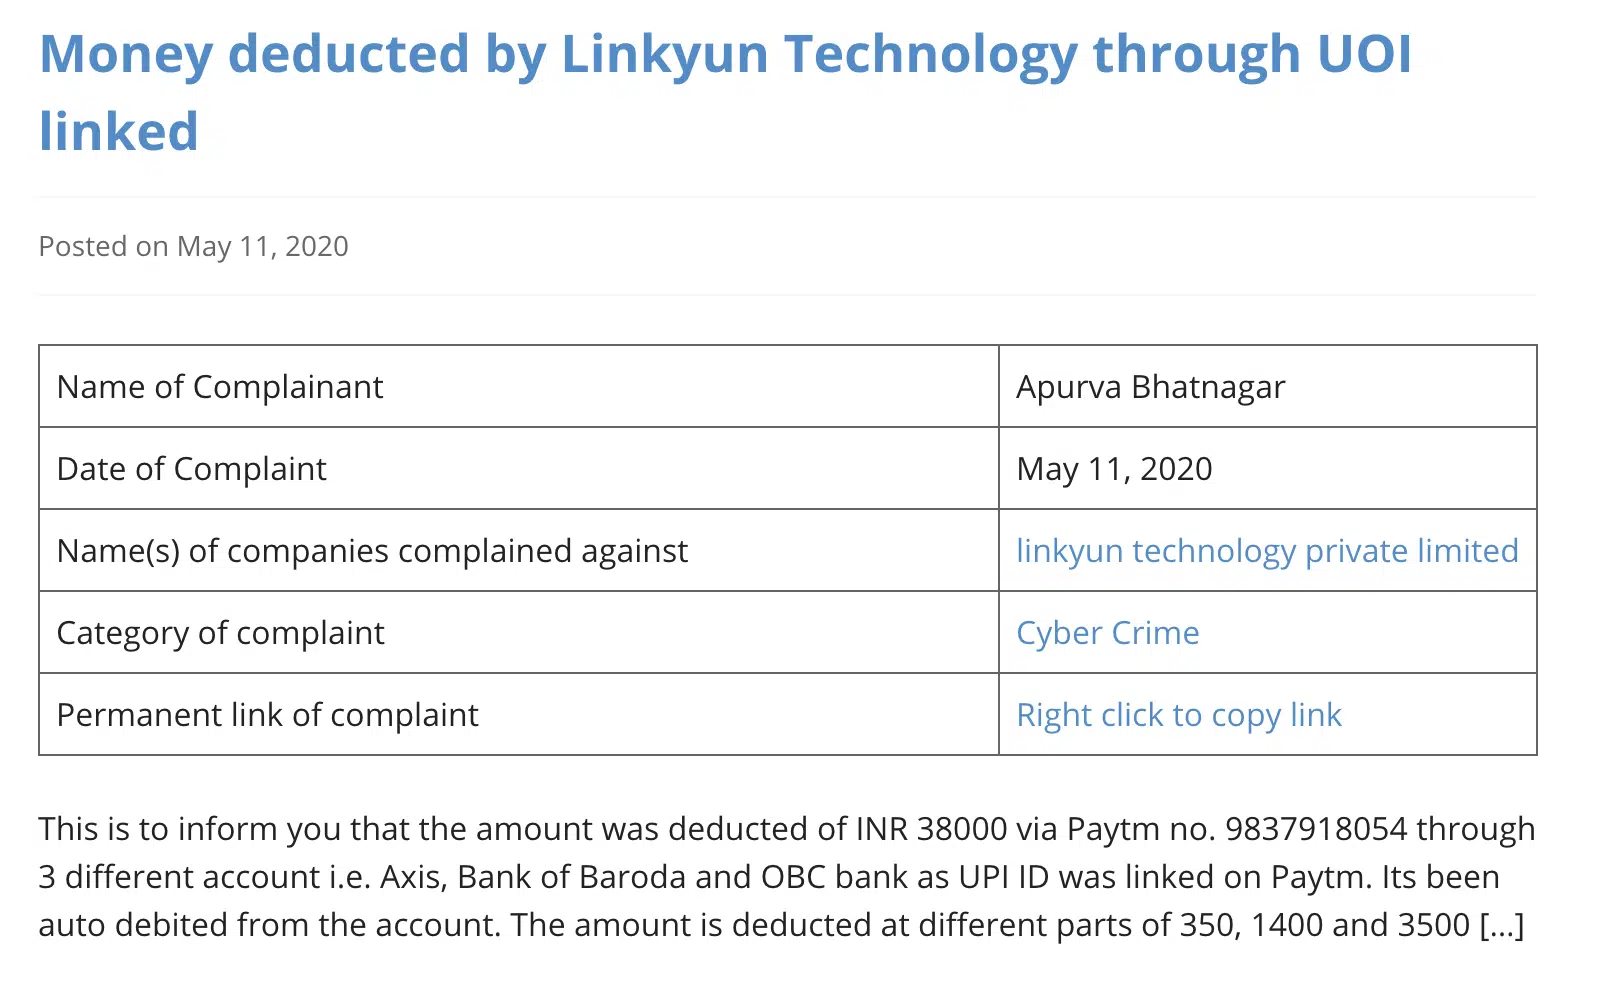 Money deducted by Linkyun Technology through UOI
linked
Posted on May 11, 2020
Name of Complainant Apurva Bhatnagar
Date of Complaint May 11, 2020
Name(s) of companies complained against linkyun technology private limited
Category of complaint Cyber Crime
Permanent link of complaint Right click to copy link
This is to inform you that the amount was deducted of INR 38000 via Paytm no. 9837918054 through
3 different account i.e. Axis, Bank of Baroda and OBC bank as UPI ID was linked on Paytm. Its been
auto debited from the account. The amount is deducted at different parts of 350, 1400 and 3500 [...]